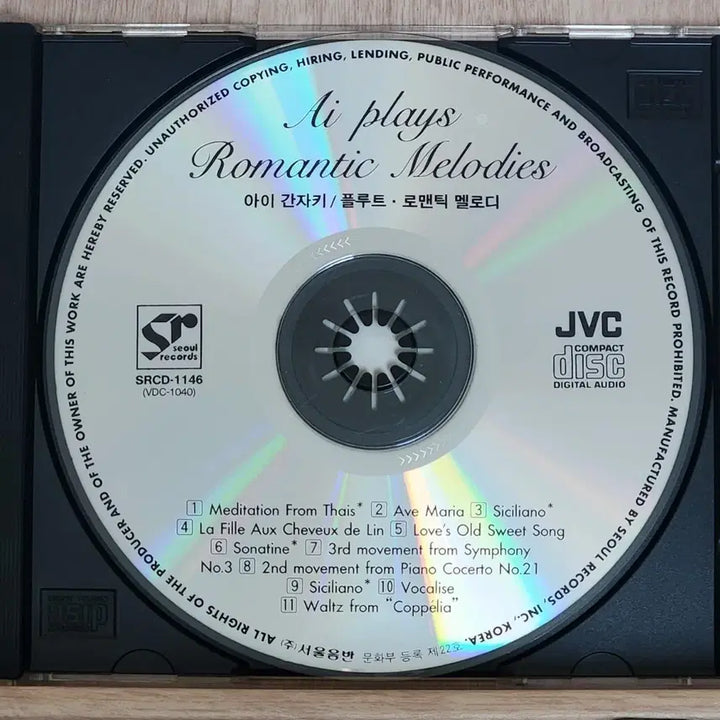 Ai plays
Romantic Melodies
아이 간자키 / 플루트 · 로맨틱 멜로디
Sr
seoul
records
SRCD-1146
(VDC-1040)
JVC
COMPACT
disc
DIGITAL AUDIO
1 Meditation From Thais* 2 Ave Maria 3 Siciliano*
4 La Fille Aux Cheveux de Lin 5 Love's Old Sweet Song
6 Sonatine* 7 3rd movement from Symphony
No.3 8 2nd movement from Piano Cocerto No.21
9 Siciliano* 10 Vocalise
11 Waltz from "Coppélia"
ALL RIGHTS OF THE PRODUCER AND OF THE OWNER OF THIS WORK ARE HEREBY RESERVED. UNAUTHORIZED COPYING, HIRING, LENDING, PUBLIC PERFORMANCE AND BROADCASTING OF THIS RECORD PROHIBITED. MANUFACTURED BY SEOUL RECORDS, INC., KOREA.
(주)서울음반 문화부 등록 제22호